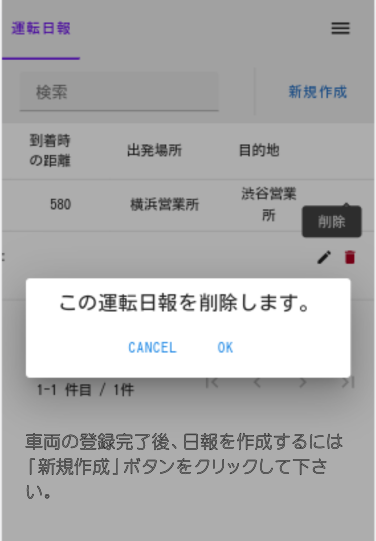 運転日報
検索
新規作成
到着時
の距離
出発場所
目的地
580
横浜営業所
渋谷営業
所
削除
この運転日報を削除します。
CANCEL OK
1-1 件目 / 1件
車両の登録完了後、日報を作成するには
「新規作成」ボタンをクリックして下さ
い。